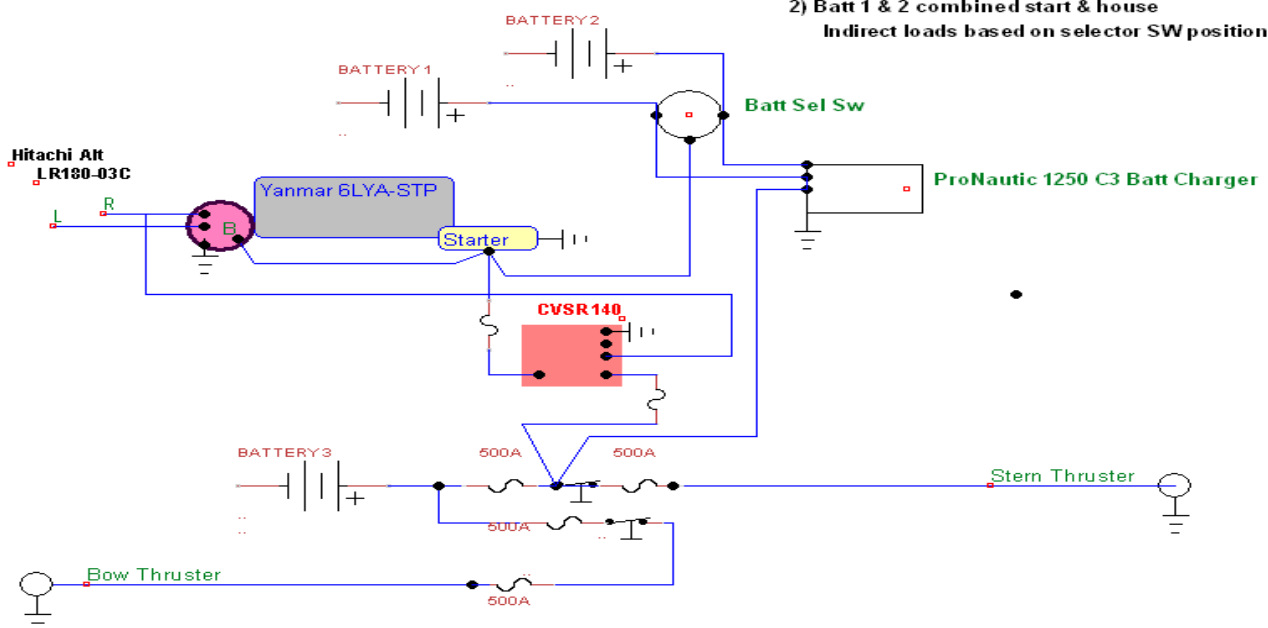 2) Batt 1 & 2 combined start & house
Indirect loads based on selector SW position
BATTERY2
BATTERY1
Batt Sel Sw
Hitachi Alt
LR180-03C
Yanmar 6LYA-STP
ProNautic 1250 C3 Batt Charger
R
L
B
Starter
CVSR140
BATTERY3
500A
500A
Stern Thruster
500A
Bow Thruster
500A